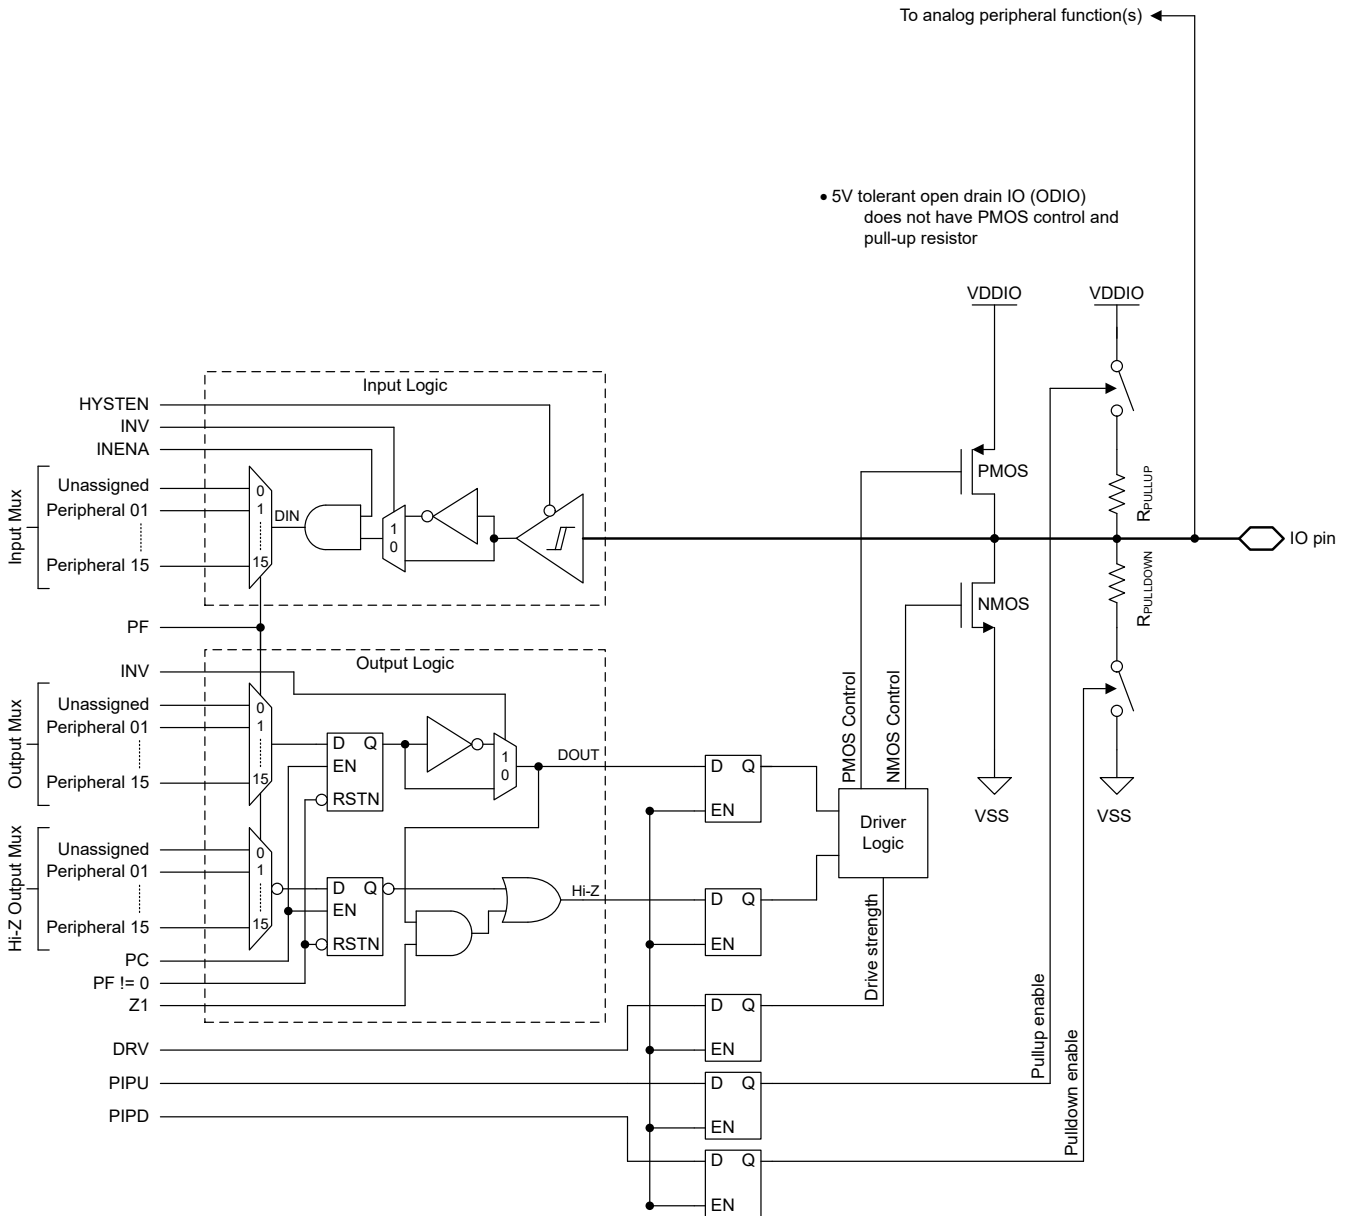 To analog peripheral function(s)
• 5V tolerant open drain IO (ODIO)
does not have PMOS control and
pull-up resistor
VDDIO
VDDIO
Input Logic
HYSTEN
INV
INENA
Input Mux
Unassigned
Peripheral 01
Peripheral 15
0
1
15
DIN
1
0
PMOS
RPULLUP
IO pin
RPULLDOWN
NMOS
PF
Output Logic
INV
Output Mux
Unassigned
Peripheral 01
Peripheral 15
0
1
15
D Q
EN
RSTN
1
0
DOUT
D Q
EN
PMOS Control
NMOS Control
Driver
Logic
VSS
VSS
Hi-Z Output Mux
Unassigned
Peripheral 01
Peripheral 15
0
1
15
D Q
EN
RSTN
Hi-Z
D Q
EN
Drive strength
PC
PF != 0
Z1
DRV
D Q
EN
PIPU
D Q
EN
Pullup enable
PIPD
D Q
EN
Pulldown enable